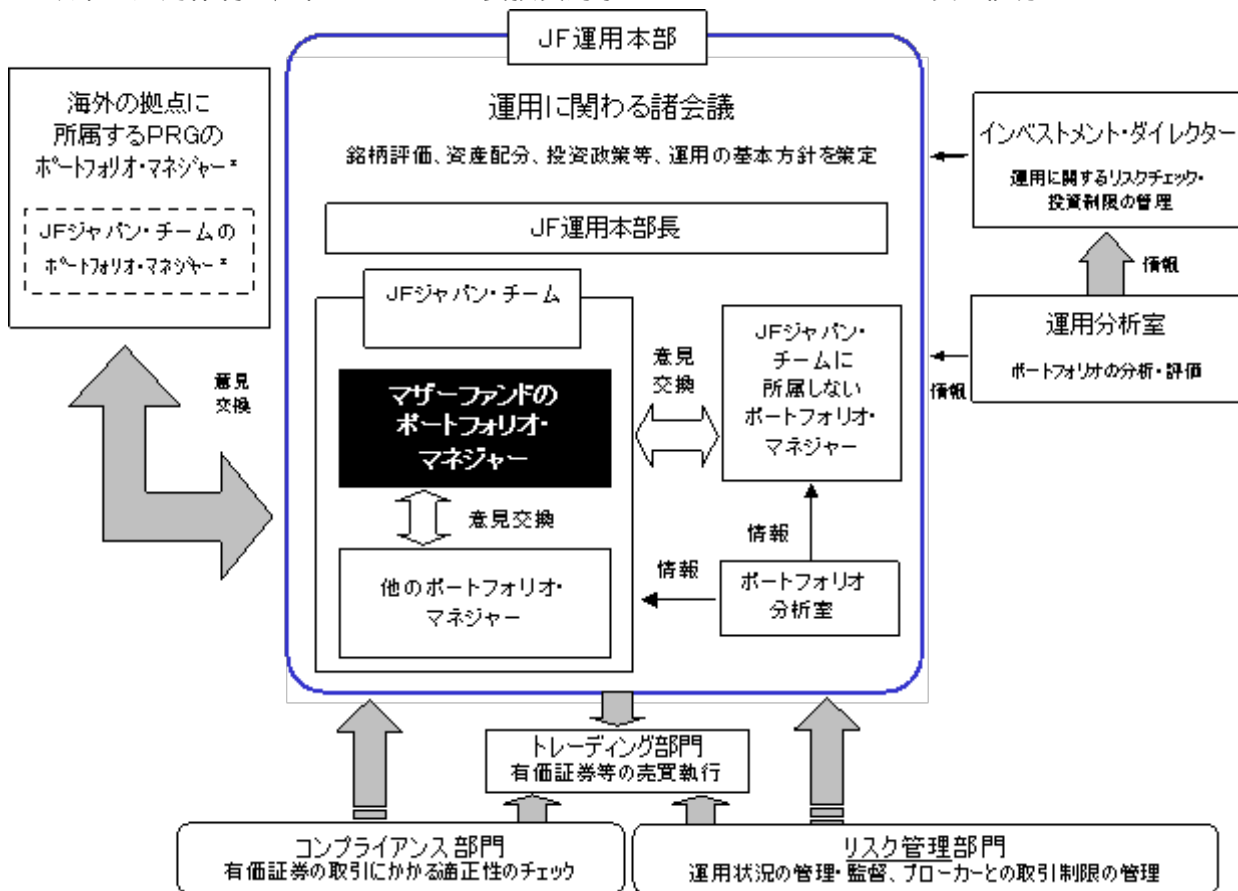 JF運用本部
海外の拠点に
所属するPRGの
ポートフォリオ・マネジャー*
JFジャパン・チームの
ポートフォリオ・マネジャー*
運用に関わる諸会議
銘柄評価、資産配分、投資政策等、運用の基本方針を策定
JF運用本部長
インベストメント・ダイレクター
運用に関するリスクチェック・
投資制限の管理
情報
運用分析室
ポートフォリオの分析・評価
情報
JFジャパン・チーム
マザーファンドの
ポートフォリオ・
マネジャー
意見
交換
JFジャパン・
チームに
所属しない
ポートフォリオ・
マネジャー
意見
交換
意見交換
他のポートフォリオ・
マネジャー
情報
情報
ポートフォリオ
分析室
トレーディング部門
有価証券等の売買執行
コンプライアンス部門
有価証券の取引にかかる適正性のチェック
リスク管理部門
運用状況の管理・監督、ブローカーとの取引制限の管理